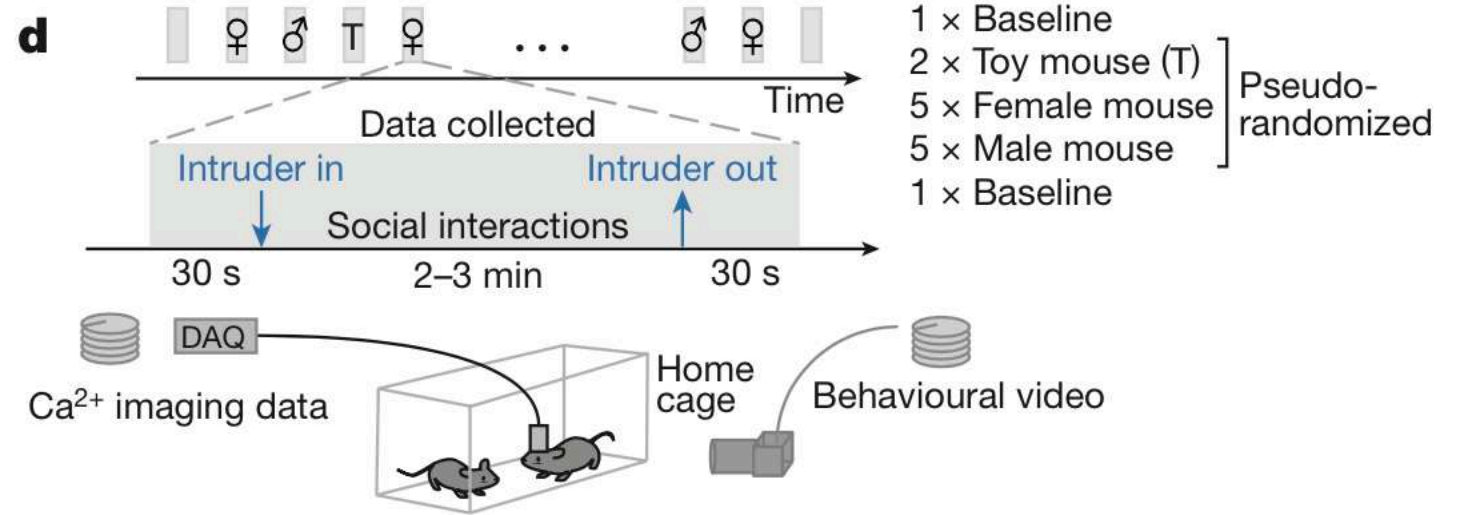 d
♀ ♂ T ♀ ... ♂ ♀
Time
Data collected
Intruder in
Intruder out
Social interactions
30 s
2–3 min
30 s
1 × Baseline
2 × Toy mouse (T)
5 × Female mouse
5 × Male mouse
1 × Baseline
Pseudo-
randomized
DAQ
Ca²⁺ imaging data
Home
cage
Behavioural video